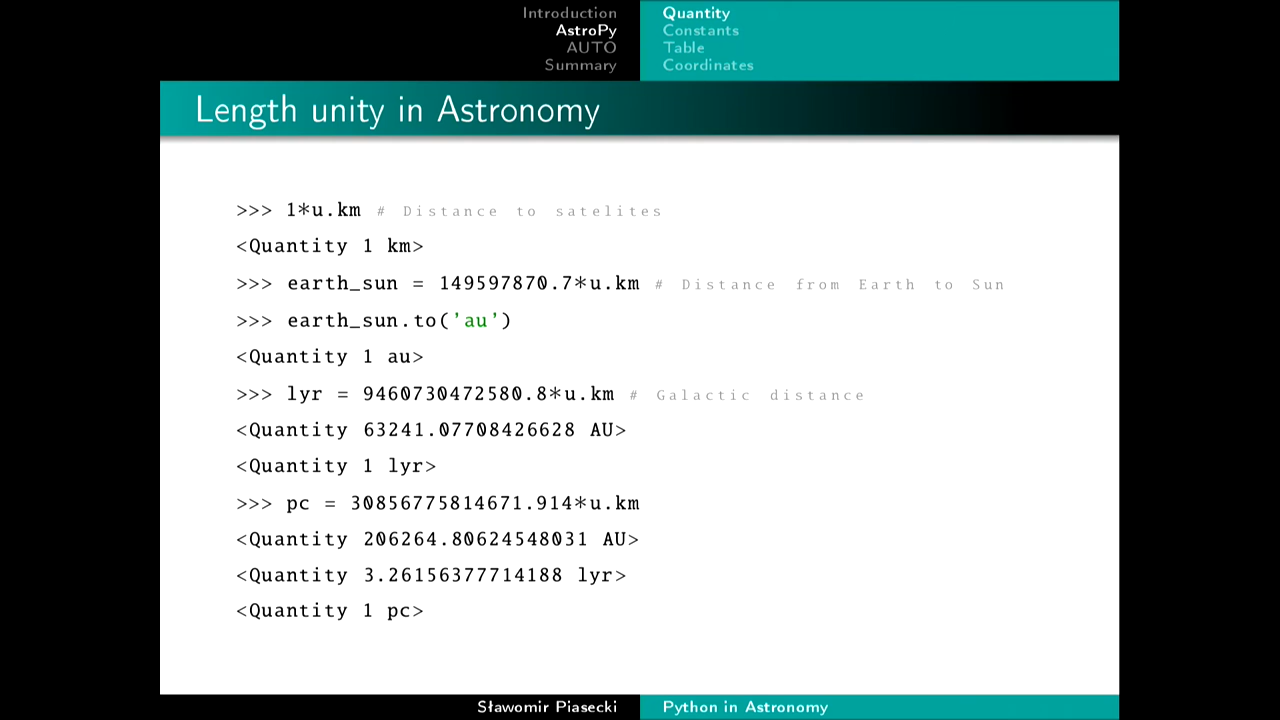 Introduction
AstroPy
AUTO
Summary
Quantity
Constants
Table
Coordinates
Length unity in Astronomy
>>> 1*u.km # Distance to satelites
<Quantity 1 km>
>>> earth_sun = 149597870.7*u.km # Distance from Earth to Sun
>>> earth_sun.to('au')
<Quantity 1 au>
>>> lyr = 9460730472580.8*u.km # Galactic distance
<Quantity 63241.07708426628 AU>
<Quantity 1 lyr>
>>> pc = 30856775814671.914*u.km
<Quantity 206264.80624548031 AU>
<Quantity 3.26156377714188 lyr>
<Quantity 1 pc>
Sławomir Piasecki
Python in Astronomy